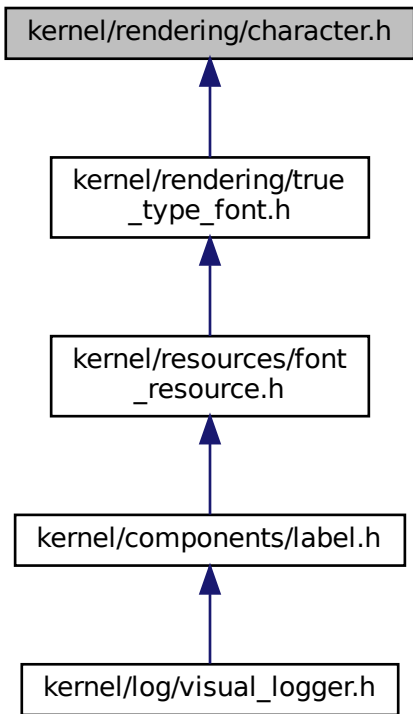 kernel/rendering/character.h
kernel/rendering/true
_type_font.h
kernel/resources/font
_resource.h
kernel/components/label.h
kernel/log/visual_logger.h